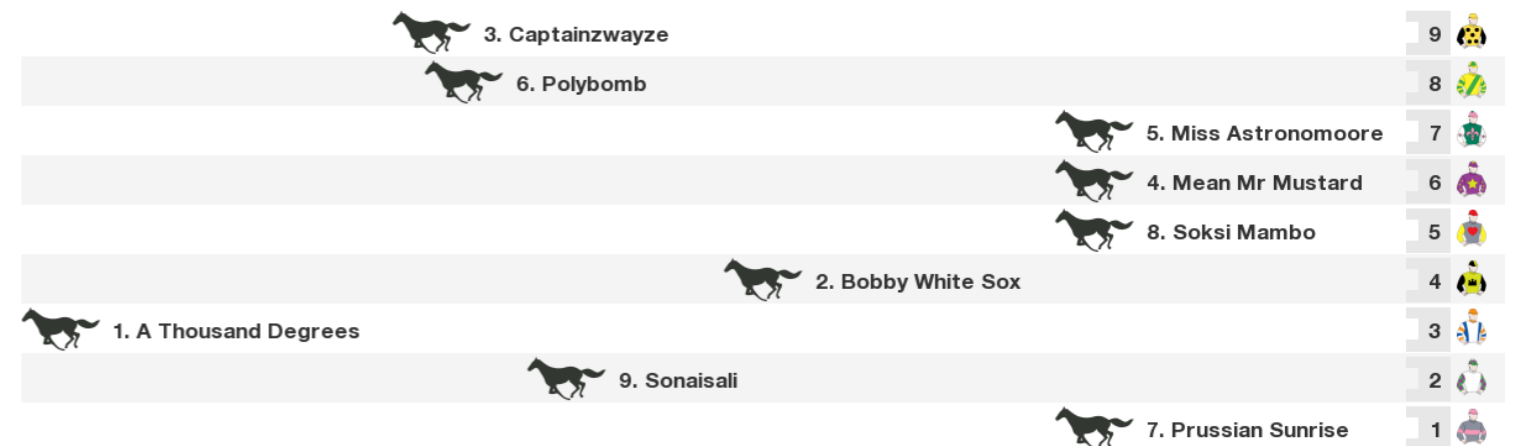 3. Captainzwayze 9
6. Polybomb 8
5. Miss Astronomoore 7
4. Mean Mr Mustard 6
8. Soksi Mambo 5
2. Bobby White Sox 4
1. A Thousand Degrees 3
9. Sonaisali 2
7. Prussian Sunrise 1